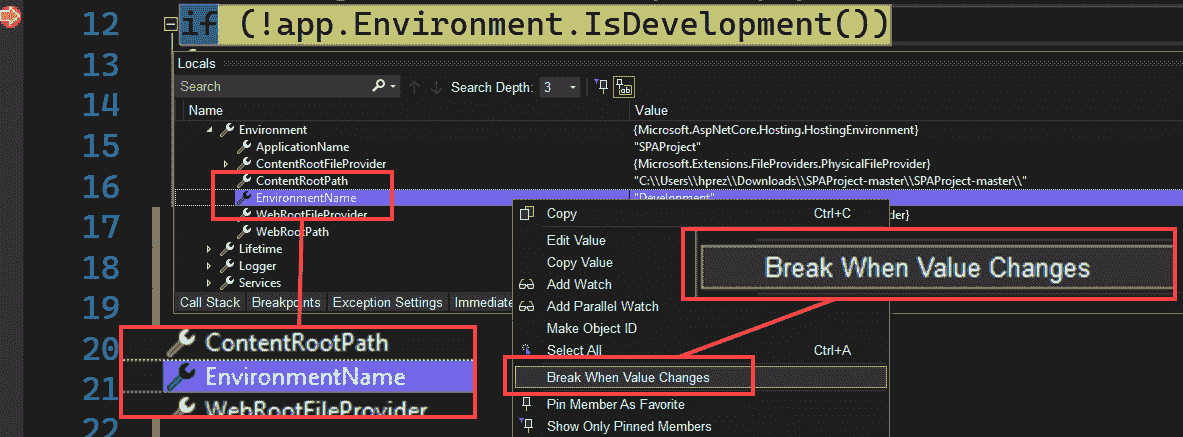 12 if (!app.Environment.IsDevelopment())
13
Locals
Search Search Depth: 3
14
Name Value
Environment {Microsoft.AspNetCore.Hosting.HostingEnvironment}
15
ApplicationName "SPAProject"
ContentRootFileProvider {Microsoft.Extensions.FileProviders.PhysicalFileProvider}
16
ContentRootPath "C:\\Users\\hprez\\Downloads\\SPAProject-master\\SPAProject-master\\"
EnvironmentName "Development"
WebRootFileProvider
17
WebRootPath
18
Lifetime
Logger
Services
19
Call Stack Breakpoints Exception Settings Immediate
20
21
22
Copy Ctrl+C
Edit Value
Copy Value
Add Watch
Add Parallel Watch
Make Object ID
Select All Ctrl+A
Break When Value Changes
Pin Member As Favorite
Show Only Pinned Members
Break When Value Changes
ContentRootPath
EnvironmentName
WebRootFileProvider